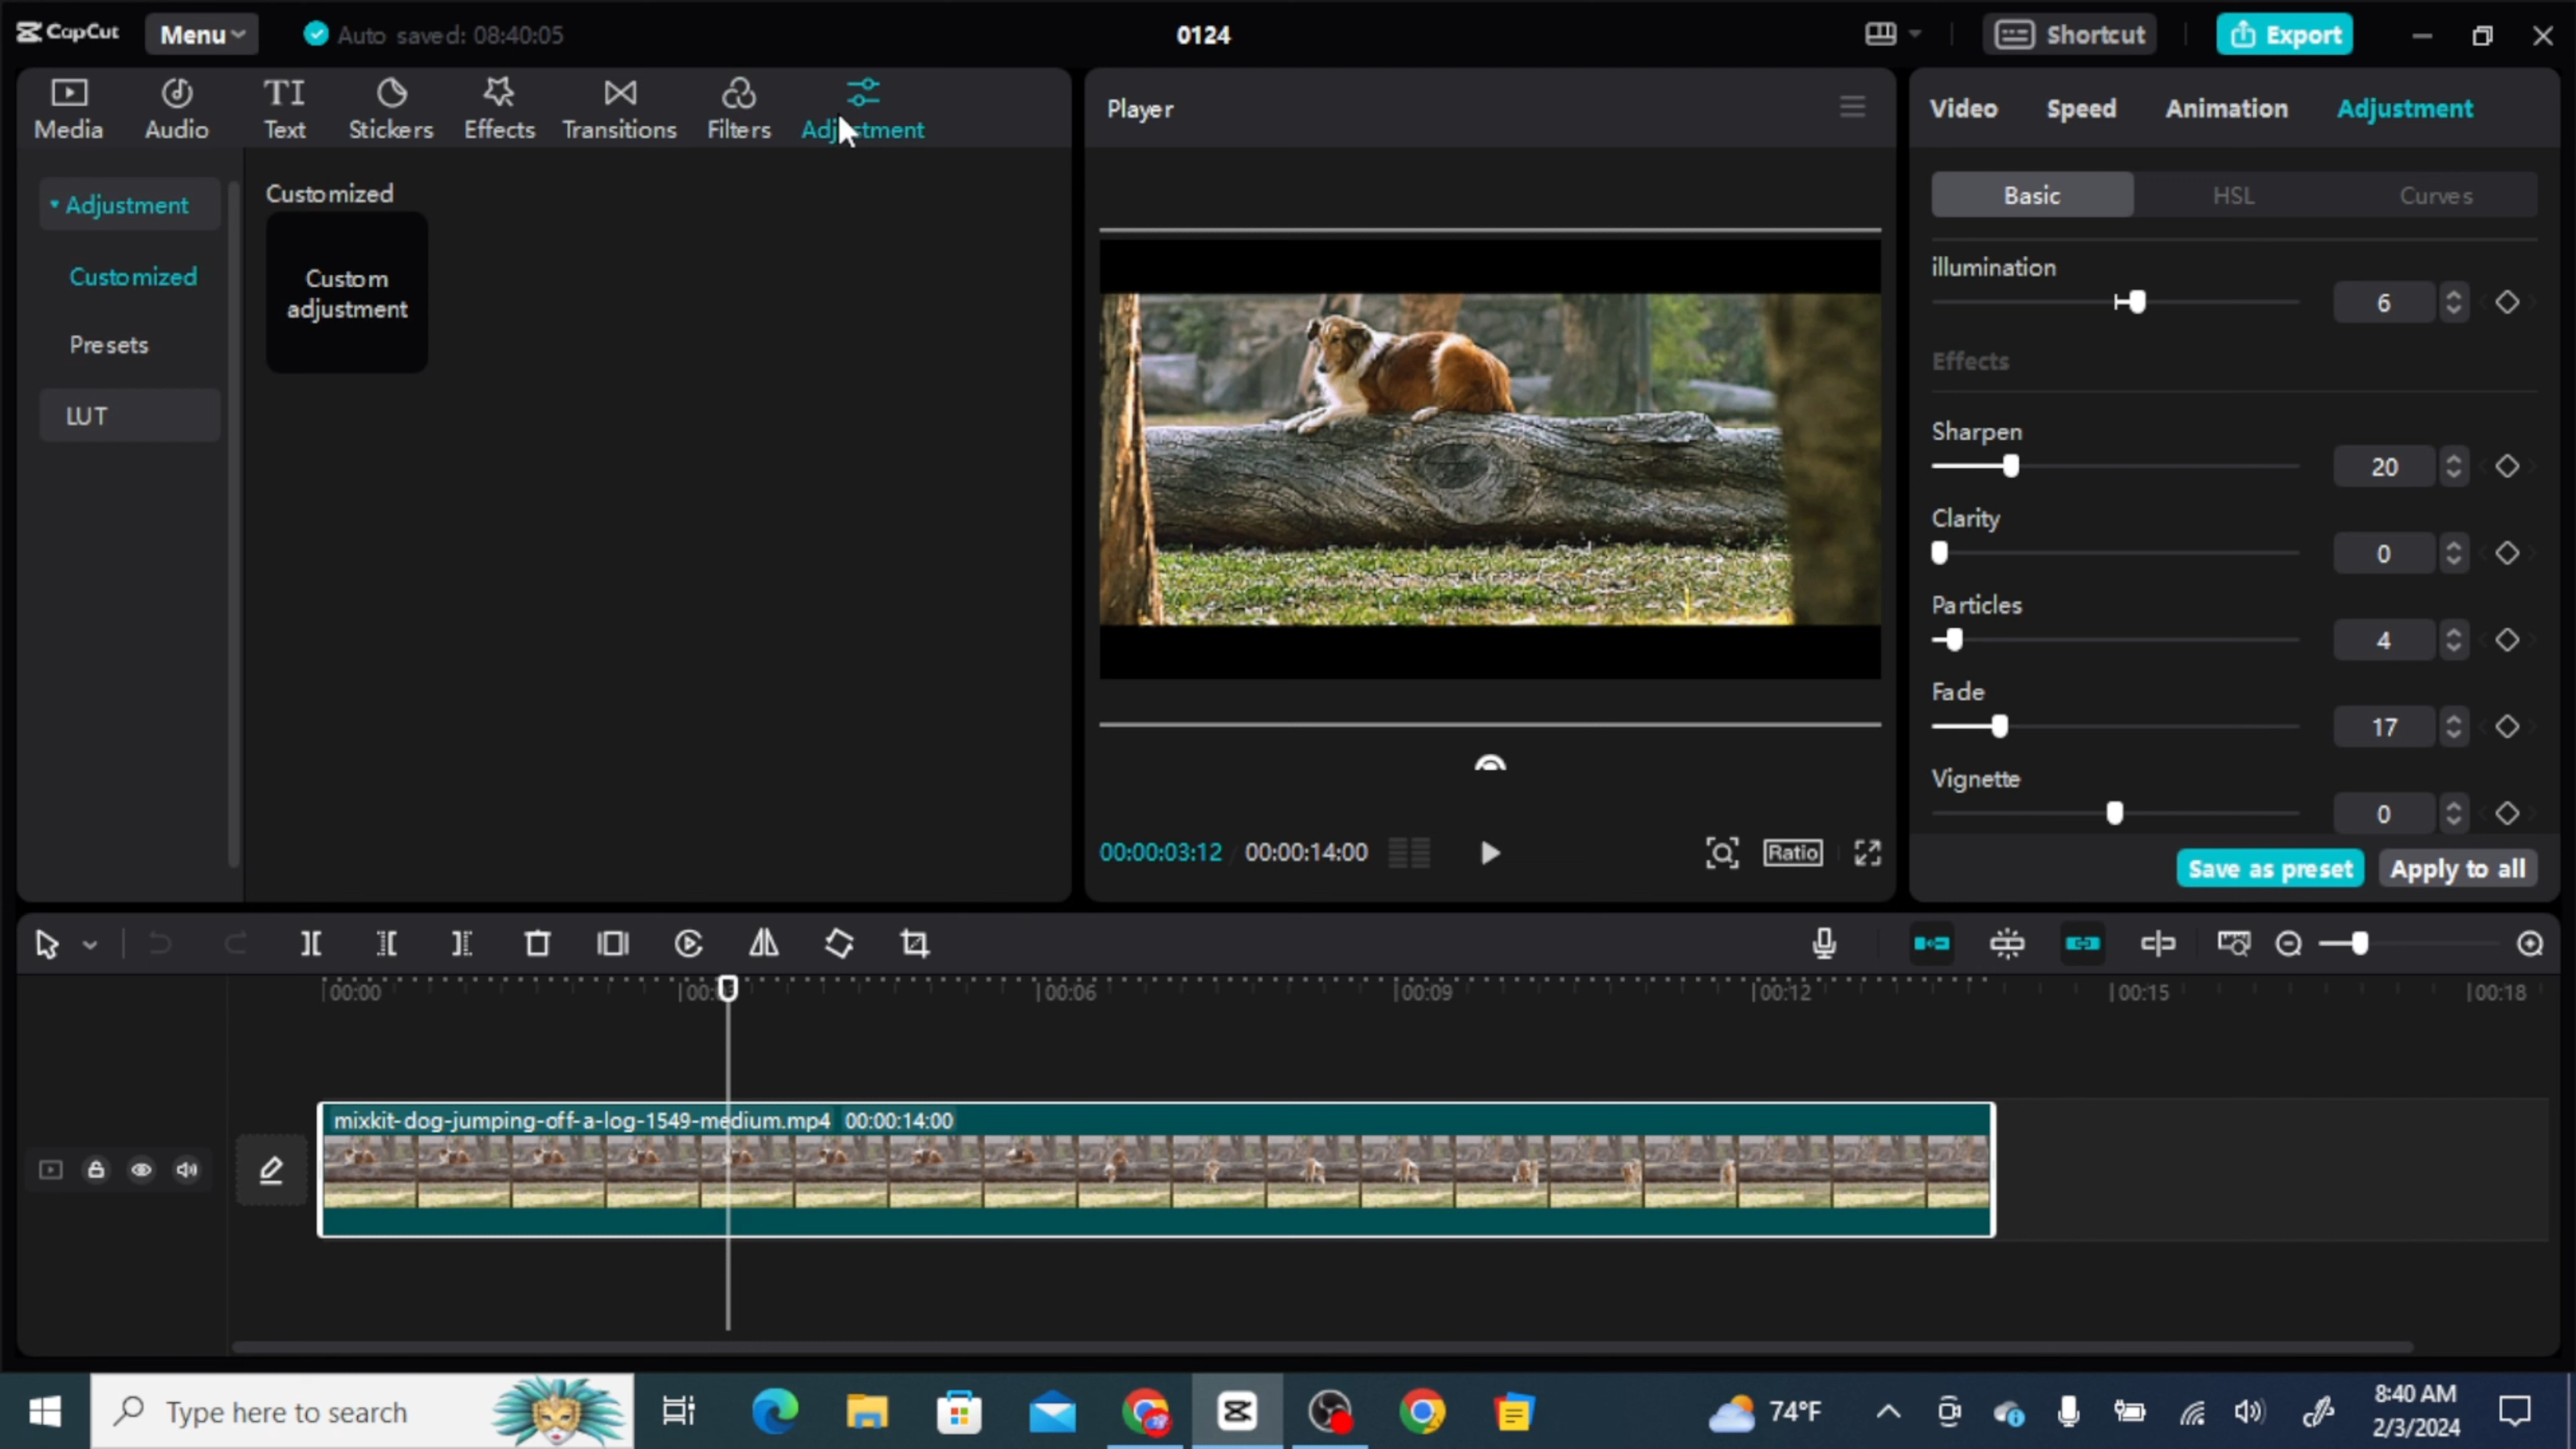 CapCut
Menu
Auto saved: 08:40:05
0124
Shortcut
Export
Media
Audio
TI
Text
Stickers
Effects
Transitions
Filters
Adjustment
Adjustment
Customized
Presets
LUT
Customized
Custom
adjustment
Player
00:00:03:12 / 00:00:14:00
Ratio
Video
Speed
Animation
Adjustment
Basic
HSL
Curves
illumination
6
Effects
Sharpen
20
Clarity
0
Particles
4
Fade
17
Vignette
0
Save as preset
Apply to all
00:00
00:06
00:09
00:12
00:15
00:18
mixkit-dog-jumping-off-a-log-1549-medium.mp4 00:00:14:00
Type here to search
74°F
8:40 AM
2/3/2024